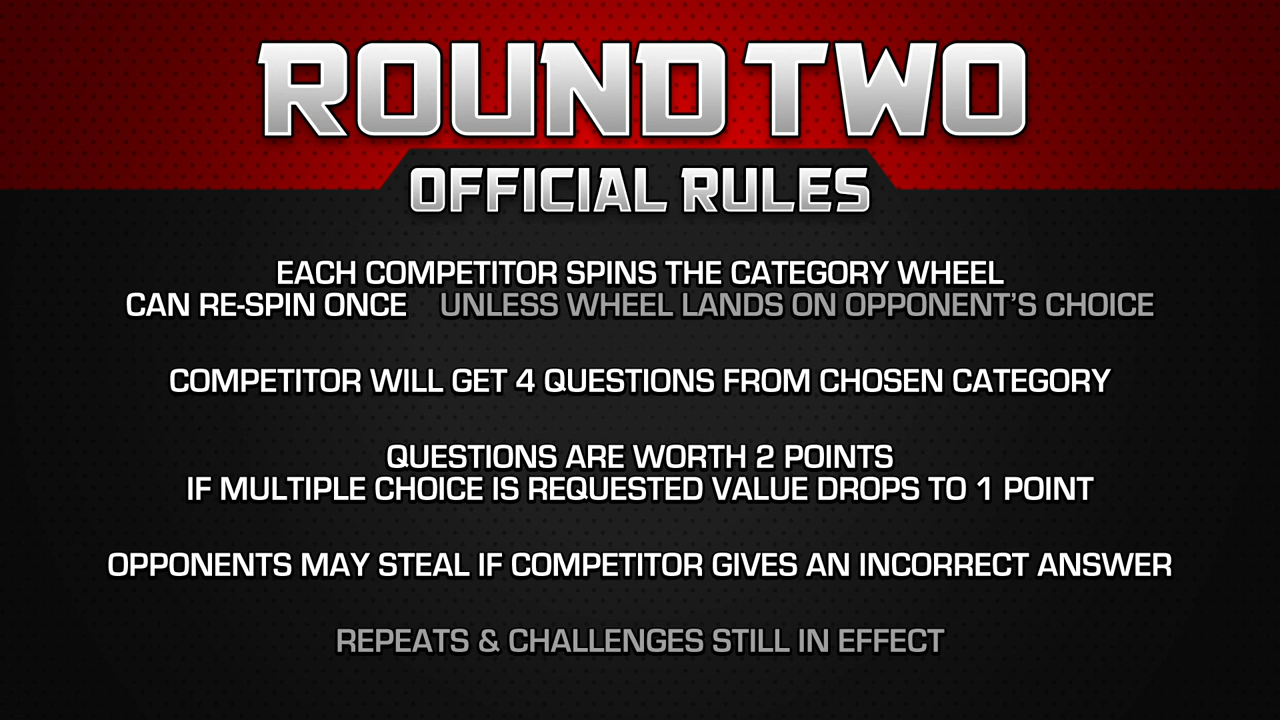 ROUND TWO
OFFICIAL RULES
EACH COMPETITOR SPINS THE CATEGORY WHEEL
CAN RE-SPIN ONCE UNLESS WHEEL LANDS ON OPPONENT'S CHOICE
COMPETITOR WILL GET 4 QUESTIONS FROM CHOSEN CATEGORY
QUESTIONS ARE WORTH 2 POINTS
IF MULTIPLE CHOICE IS REQUESTED VALUE DROPS TO 1 POINT
OPPONENTS MAY STEAL IF COMPETITOR GIVES AN INCORRECT ANSWER
REPEATS & CHALLENGES STILL IN EFFECT